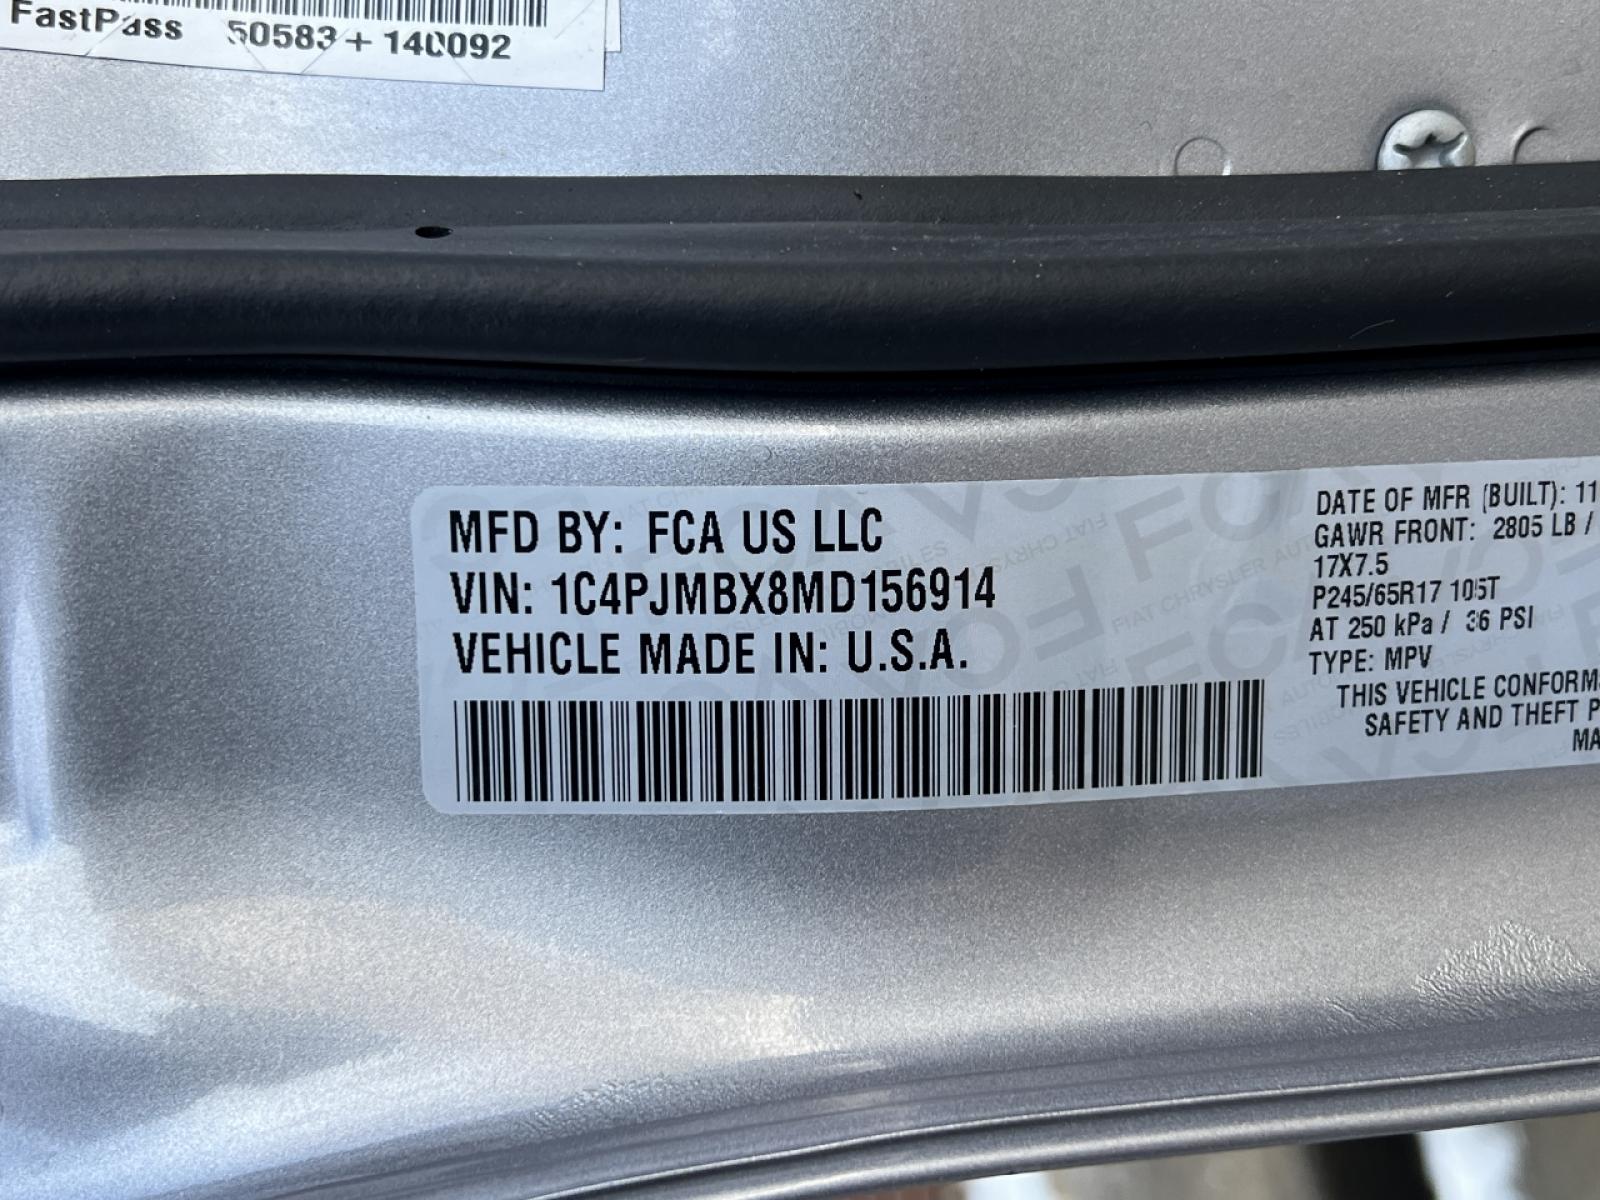 FastPass 50583 + 140092
MFD BY: FCA US LLC
VIN: 1C4PJMBX8MD156914
VEHICLE MADE IN: U.S.A.
DATE OF MFR (BUILT): 11
GAWR FRONT: 2805 LB /
17X7.5
P245/65R17 105T
AT 250 kPa / 36 PSI
TYPE: MPV
THIS VEHICLE CONFORMS
SAFETY AND THEFT P
MA